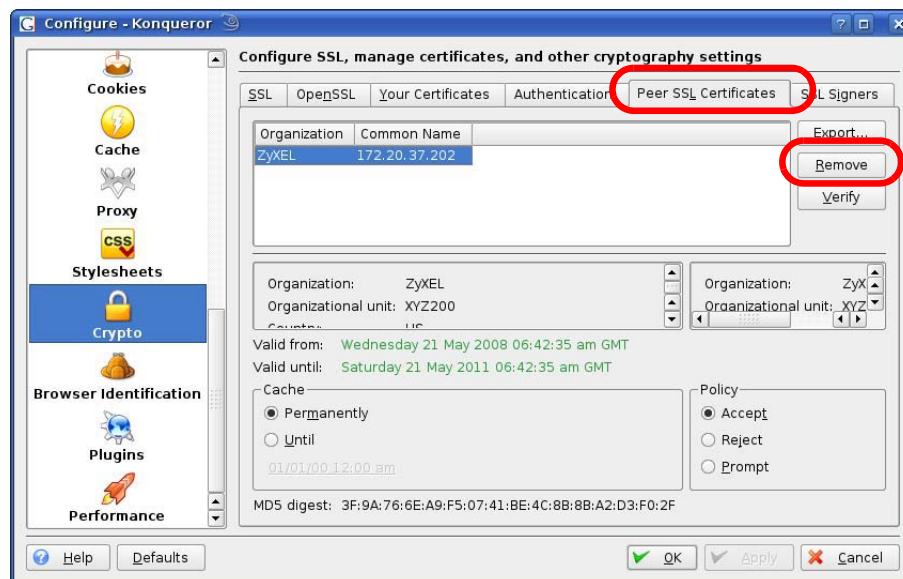 Configure - Konqueror
Configure SSL, manage certificates, and other cryptography settings
Cookies
Cache
Proxy
CSS
Stylesheets
Crypto
Browser Identification
Plugins
Performance
SSL OpenSSL Your Certificates Authentication Peer SSL Certificates SSL Signers
Organization Common Name
ZyXEL 172.20.37.202
Export...
Remove
Verify
Organization: ZyXEL
Organizational unit: XYZ200
Country: US
Organization: ZyX
Organizational unit: XYZ
Valid from: Wednesday 21 May 2008 06:42:35 am GMT
Valid until: Saturday 21 May 2011 06:42:35 am GMT
Cache
Permanently
Until
01/01/00 12:00 am
Policy
Accept
Reject
Prompt
MD5 digest: 3F:9A:76:6E:A9:F5:07:41:BE:4C:8B:8B:A2:D3:F0:2F
Help Defaults OK Apply Cancel